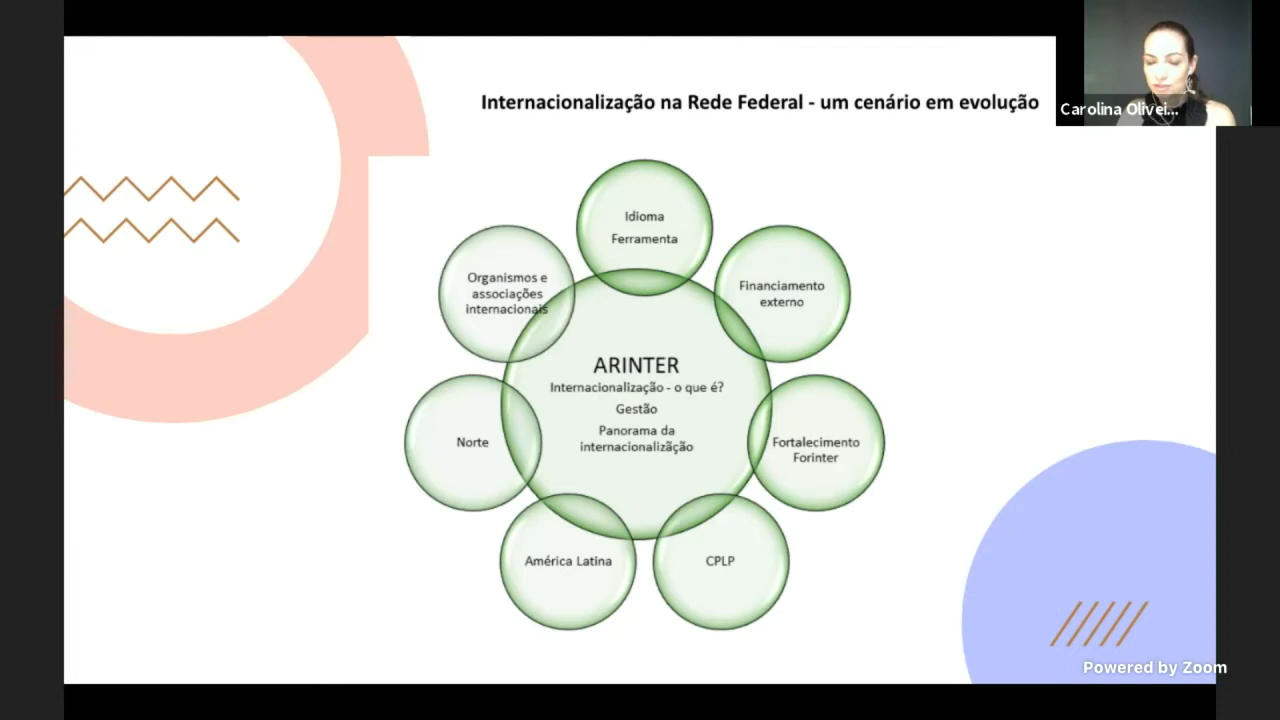 Internacionalização na Rede Federal - um cenário em evolução
Carolina Olivei...
Idioma
Ferramenta
Organismos e
associações
internacionais
Financiamento
externo
ARINTER
Internacionalização - o que é?
Gestão
Panorama da
internacionalizãção
Norte
Fortalecimento
Forinter
América Latina
CPLP
Powered by Zoom